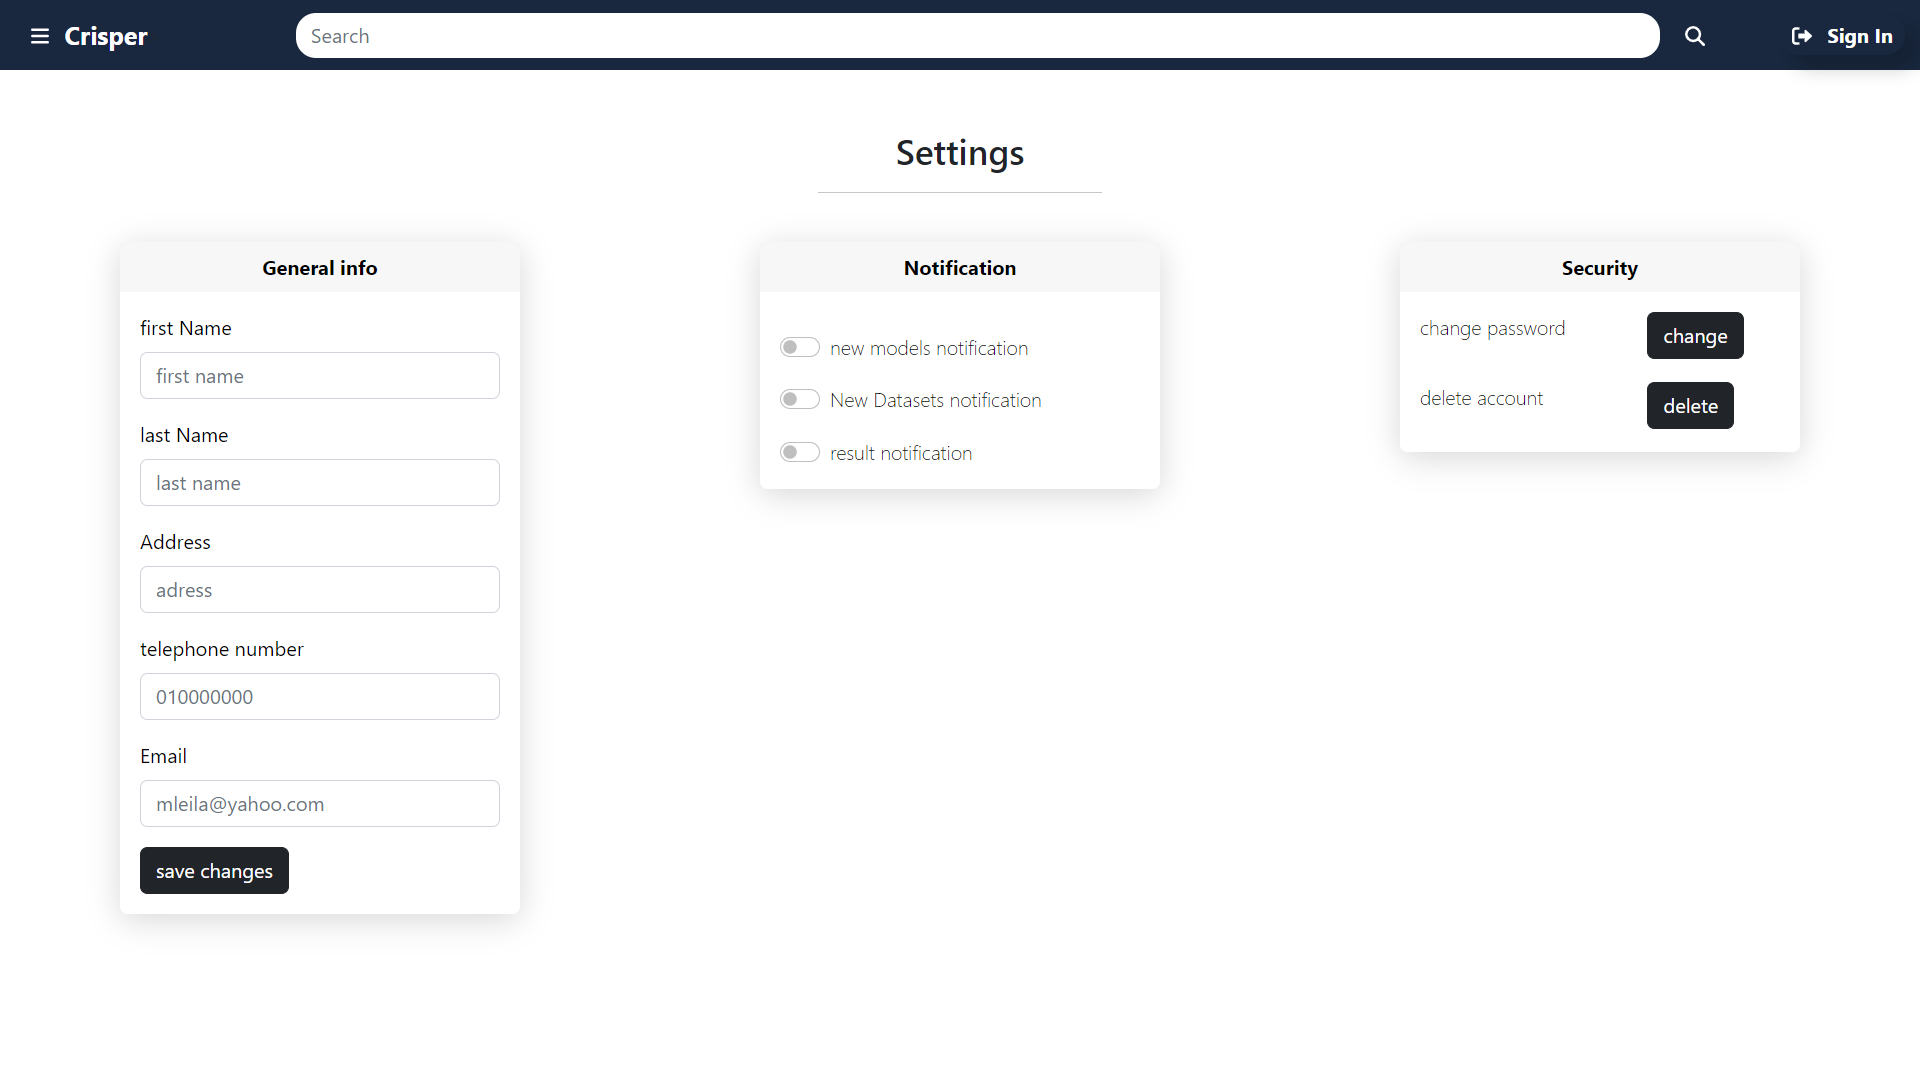 Crisper
Search
Sign In
Settings
General info
first Name
first name
last Name
last name
Address
adress
telephone number
010000000
Email
mleila@yahoo.com
save changes
Notification
new models notification
New Datasets notification
result notification
Security
change password
change
delete account
delete